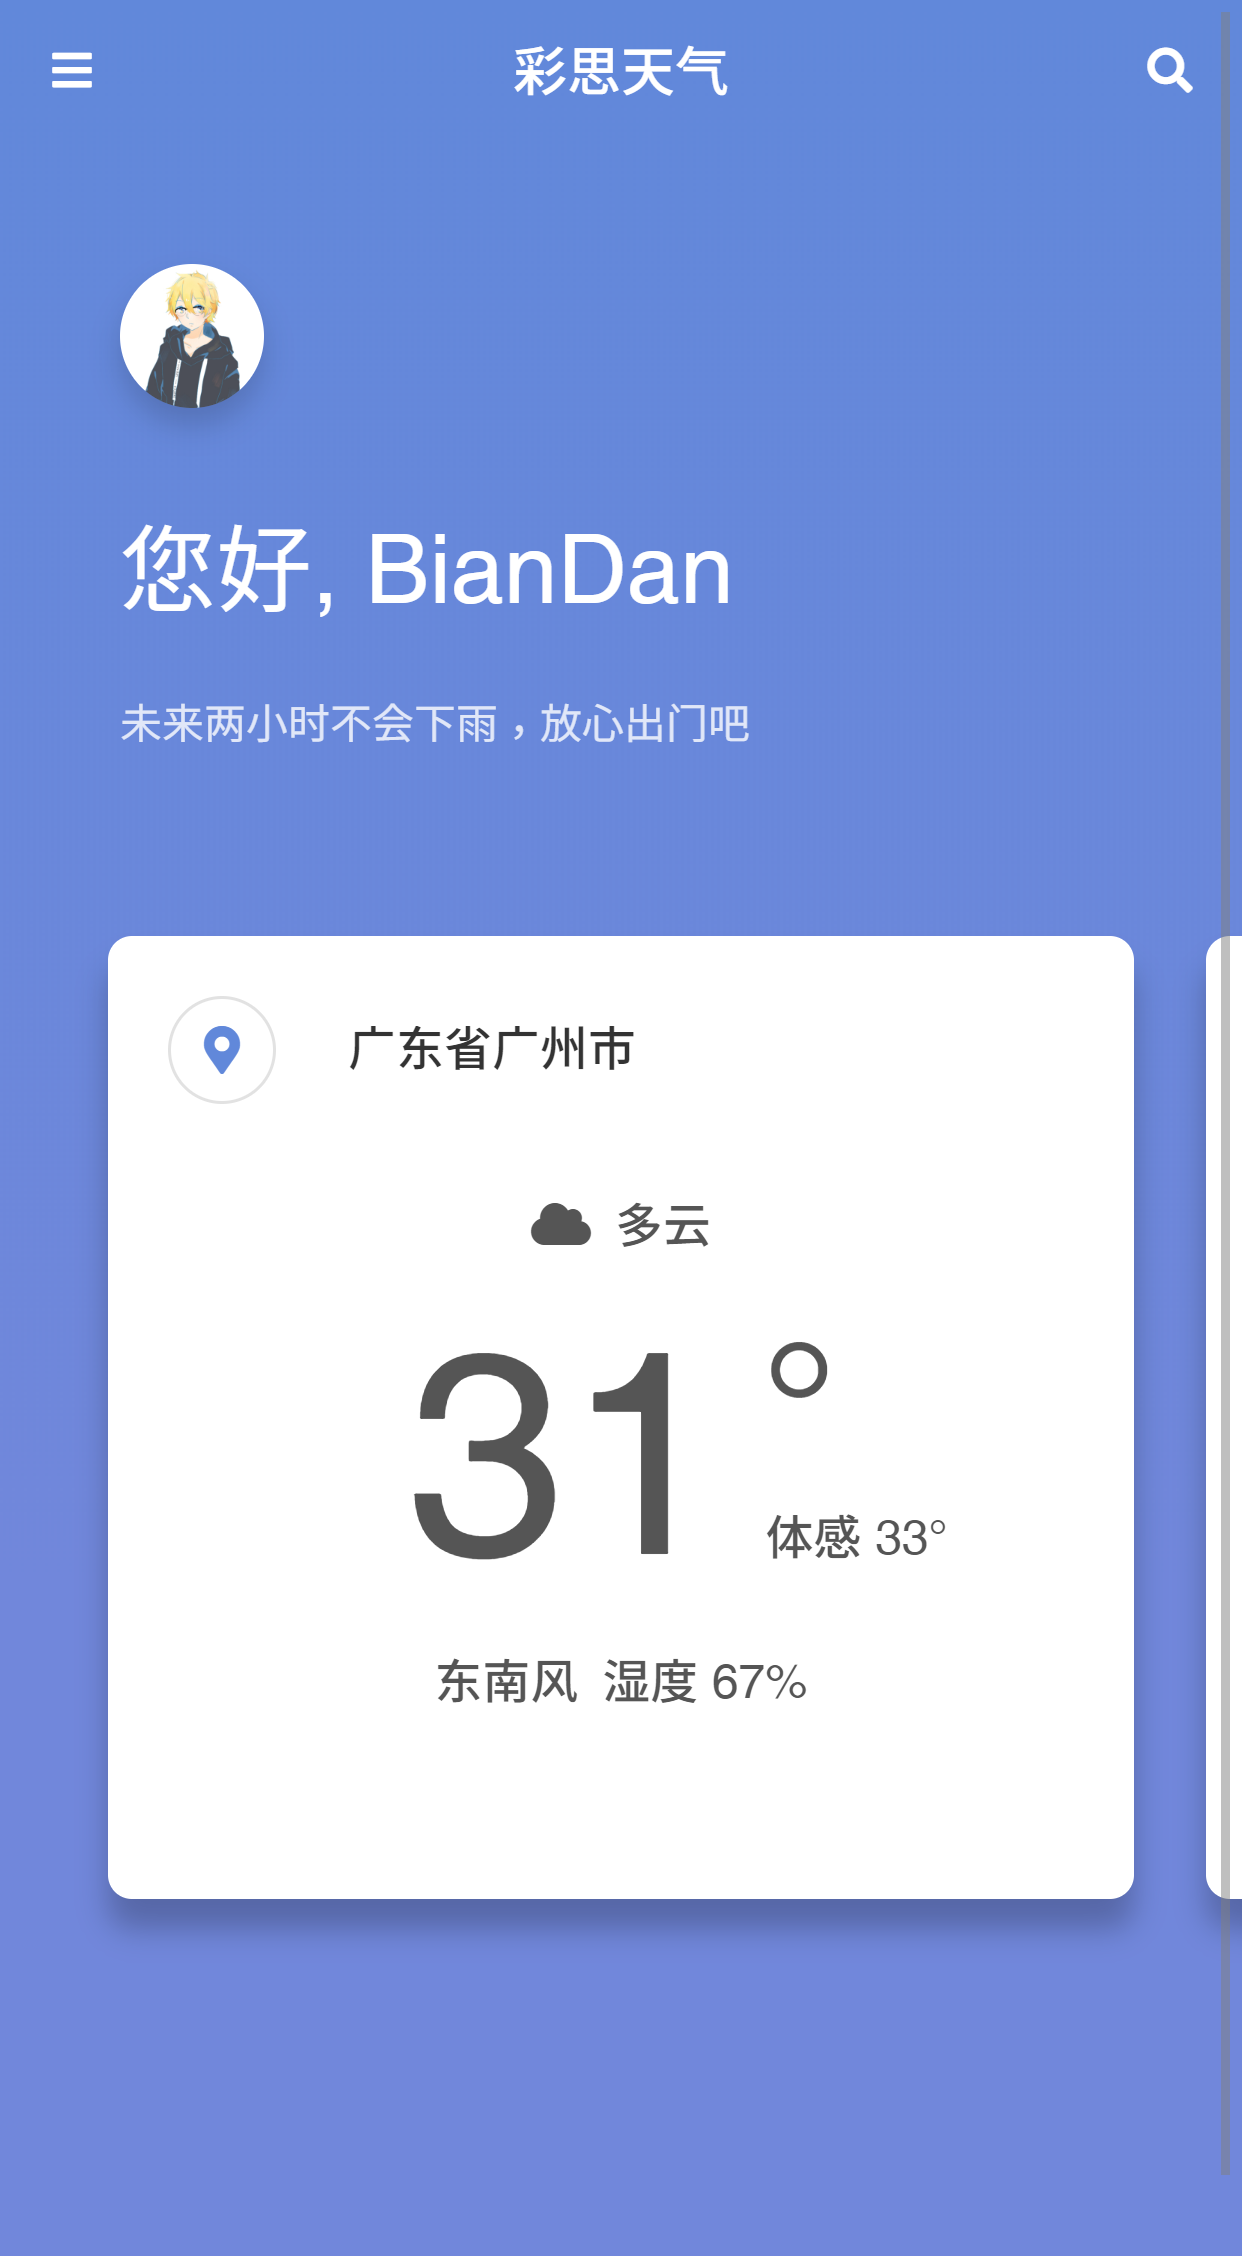 彩思天气
您好, BianDan
未来两小时不会下雨，放心出门吧
广东省广州市
多云
31°
体感 33°
东南风 湿度 67%